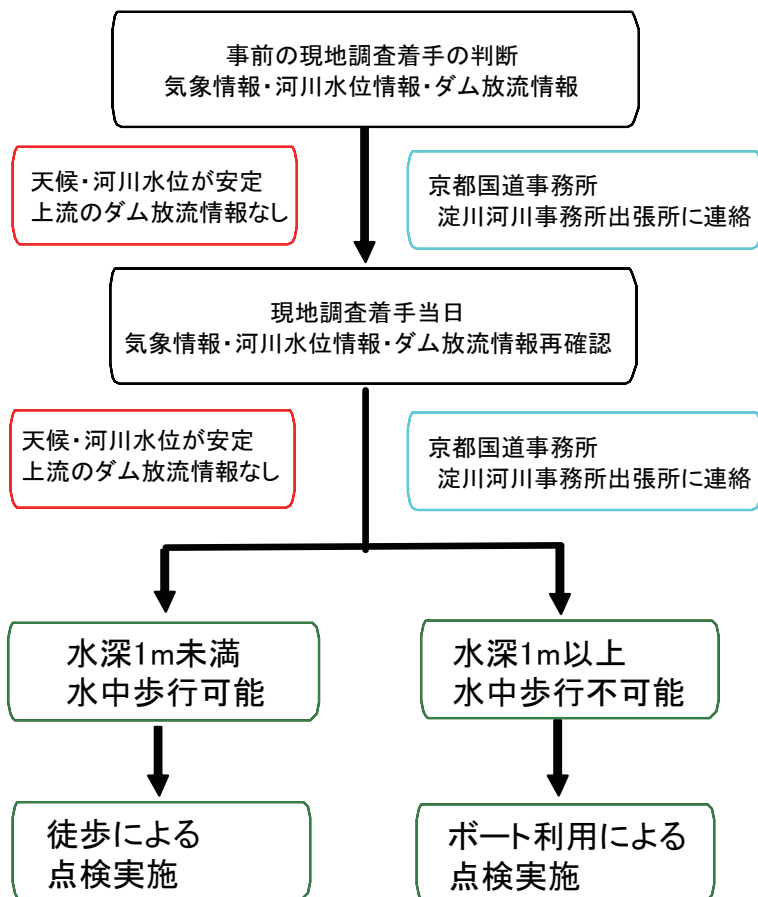 事前の現地調査着手の判断
気象情報・河川水位情報・ダム放流情報
天候・河川水位が安定
上流のダム放流情報なし
京都国道事務所
淀川河川事務所出張所に連絡
現地調査着手当日
気象情報・河川水位情報・ダム放流情報再確認
天候・河川水位が安定
上流のダム放流情報なし
京都国道事務所
淀川河川事務所出張所に連絡
水深1m未満
水中歩行可能
水深1m以上
水中歩行不可能
徒歩による
点検実施
ボート利用による
点検実施